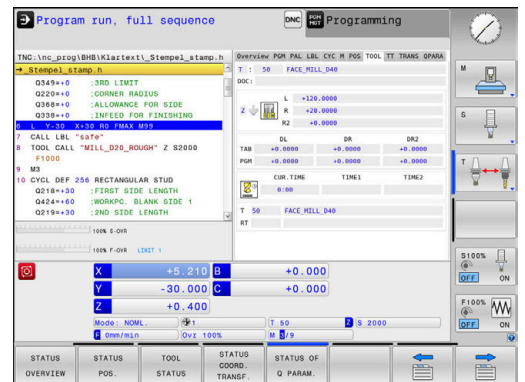 Program run, full sequence
DNC
PGM MGT
Programming
TNC:\nc_prog\BHB\Klartext\_Stempel_stamp.h
→_Stempel_stamp.h
Q349=+0 ;3RD LIMIT
Q220=+0 ;CORNER RADIUS
Q368=+0 ;ALLOWANCE FOR SIDE
Q338=+0 ;INFEED FOR FINISHING
6 L Y-30 X+30 R0 FMAX M99
7 CALL LBL "safe"
8 TOOL CALL "MILL_D20_ROUGH" Z S2000
F1000
9 M3
10 CYCL DEF 256 RECTANGULAR STUD
Q218=+30 ;FIRST SIDE LENGTH
Q424=+60 ;WORKPC. BLANK SIDE 1
Q219=+30 ;2ND SIDE LENGTH
100% S-OVR
100% F-OVR LIMIT 1
Overview PGM PAL LBL CYC M POS TOOL TT TRANS QPARA
T : 50 FACE_MILL_D40
DOC:
L +120.0000
Z R +20.0000
R2 +0.0000
DL DR DR2
TAB +0.0000 +0.0000 +0.0000
PGM +0.0000 +0.0000 +0.0000
CUR.TIME TIME1 TIME2
0:00
T 50 FACE_MILL_D40
RT
X +5.210 B +0.000
Y -30.000 C +0.000
Z +0.400
Mode: NOML. 1 T 50 Z S 2000
F 0mm/min Ovr 100% M 5/9
STATUS OVERVIEW
STATUS POS.
TOOL STATUS
STATUS COORD. TRANSF.
STATUS OF Q PARAM.
M
S
T
S100%
OFF ON
F100%
OFF ON